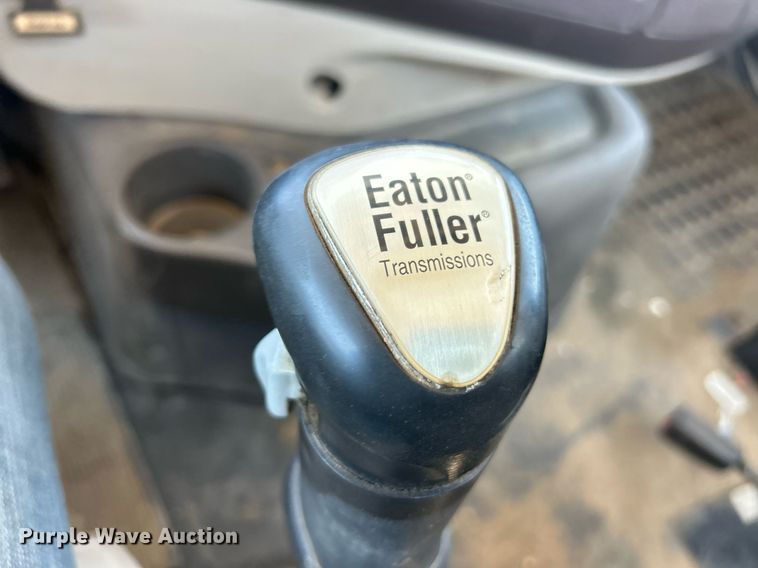 Eaton®
Fuller®
Transmissions
Purple Wave Auction